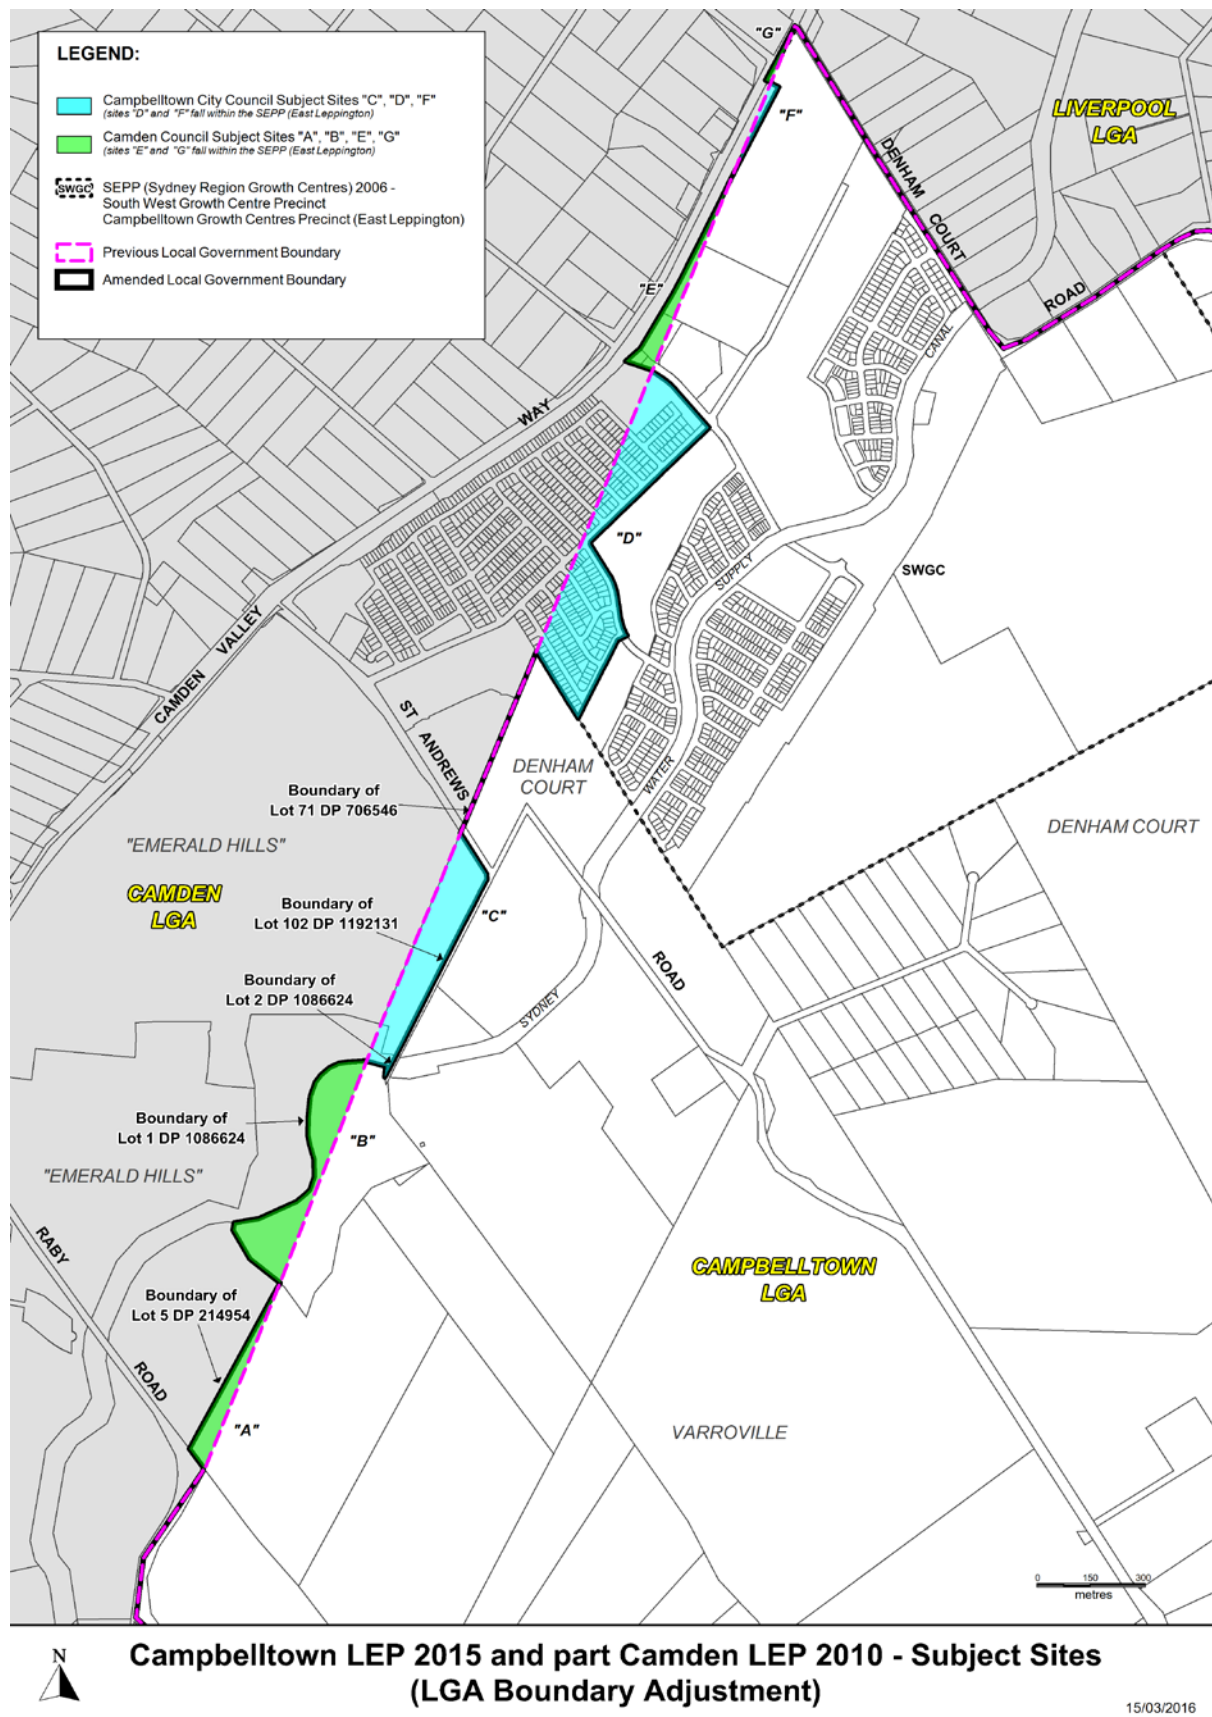 LEGEND:
Campbelltown City Council Subject Sites "C", "D", "F"
(sites "D" and "F" fall within the SEPP (East Leppington)
Camden Council Subject Sites "A", "B", "E", "G"
(sites "E" and "G" fall within the SEPP (East Leppington)
SWGC
SEPP (Sydney Region Growth Centres) 2006 -
South West Growth Centre Precinct
Campbelltown Growth Centres Precinct (East Leppington)
Previous Local Government Boundary
Amended Local Government Boundary
"G"
"F"
LIVERPOOL
LGA
DENHAM
COURT
ROAD
"E"
CANAL
WAY
"D"
SUPPLY
SWGC
VALLEY
CAMDEN
ST
ANDREWS
WATER
DENHAM
COURT
Boundary of
Lot 71 DP 706546
"EMERALD HILLS"
DENHAM COURT
CAMDEN
LGA
Boundary of
Lot 102 DP 1192131
"C"
ROAD
Boundary of
Lot 2 DP 1086624
SYDNEY
Boundary of
Lot 1 DP 1086624
"B"
"EMERALD HILLS"
RABY
ROAD
CAMPBELLTOWN
LGA
Boundary of
Lot 5 DP 214954
"A"
VARROVILLE
0 150 300
metres
N
Campbelltown LEP 2015 and part Camden LEP 2010 - Subject Sites
(LGA Boundary Adjustment)
15/03/2016